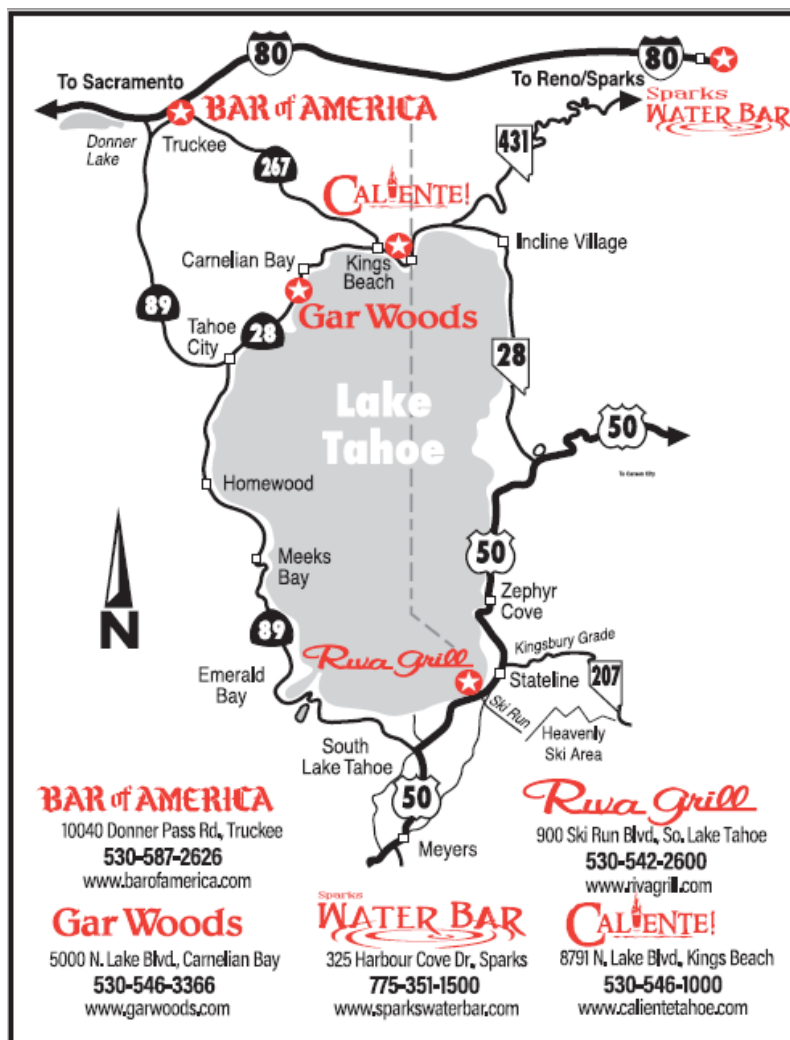 80
80
To Sacramento
To Reno/Sparks
BAR of AMERICA
Sparks
WATER BAR
Donner
Lake
Truckee
431
267
CALIENTE!
Incline Village
Carnelian Bay
Kings
Beach
89
Gar Woods
Tahoe
City
28
28
Lake
Tahoe
50
To Carson City
Homewood
50
Meeks
Bay
Zephyr
Cove
N
89
Kingsbury Grade
Riva Grill
Emerald
Bay
Stateline
207
Ski Run
Heavenly
Ski Area
South
Lake Tahoe
50
Meyers
BAR of AMERICA
10040 Donner Pass Rd., Truckee
530-587-2626
www.barofamerica.com
Riva Grill
900 Ski Run Blvd., So. Lake Tahoe
530-542-2600
www.rivagrill.com
Gar Woods
5000 N. Lake Blvd., Carnelian Bay
530-546-3366
www.garwoods.com
Sparks
WATER BAR
325 Harbour Cove Dr., Sparks
775-351-1500
www.sparkswaterbar.com
CALIENTE!
8791 N. Lake Blvd., Kings Beach
530-546-1000
www.calientetahoe.com